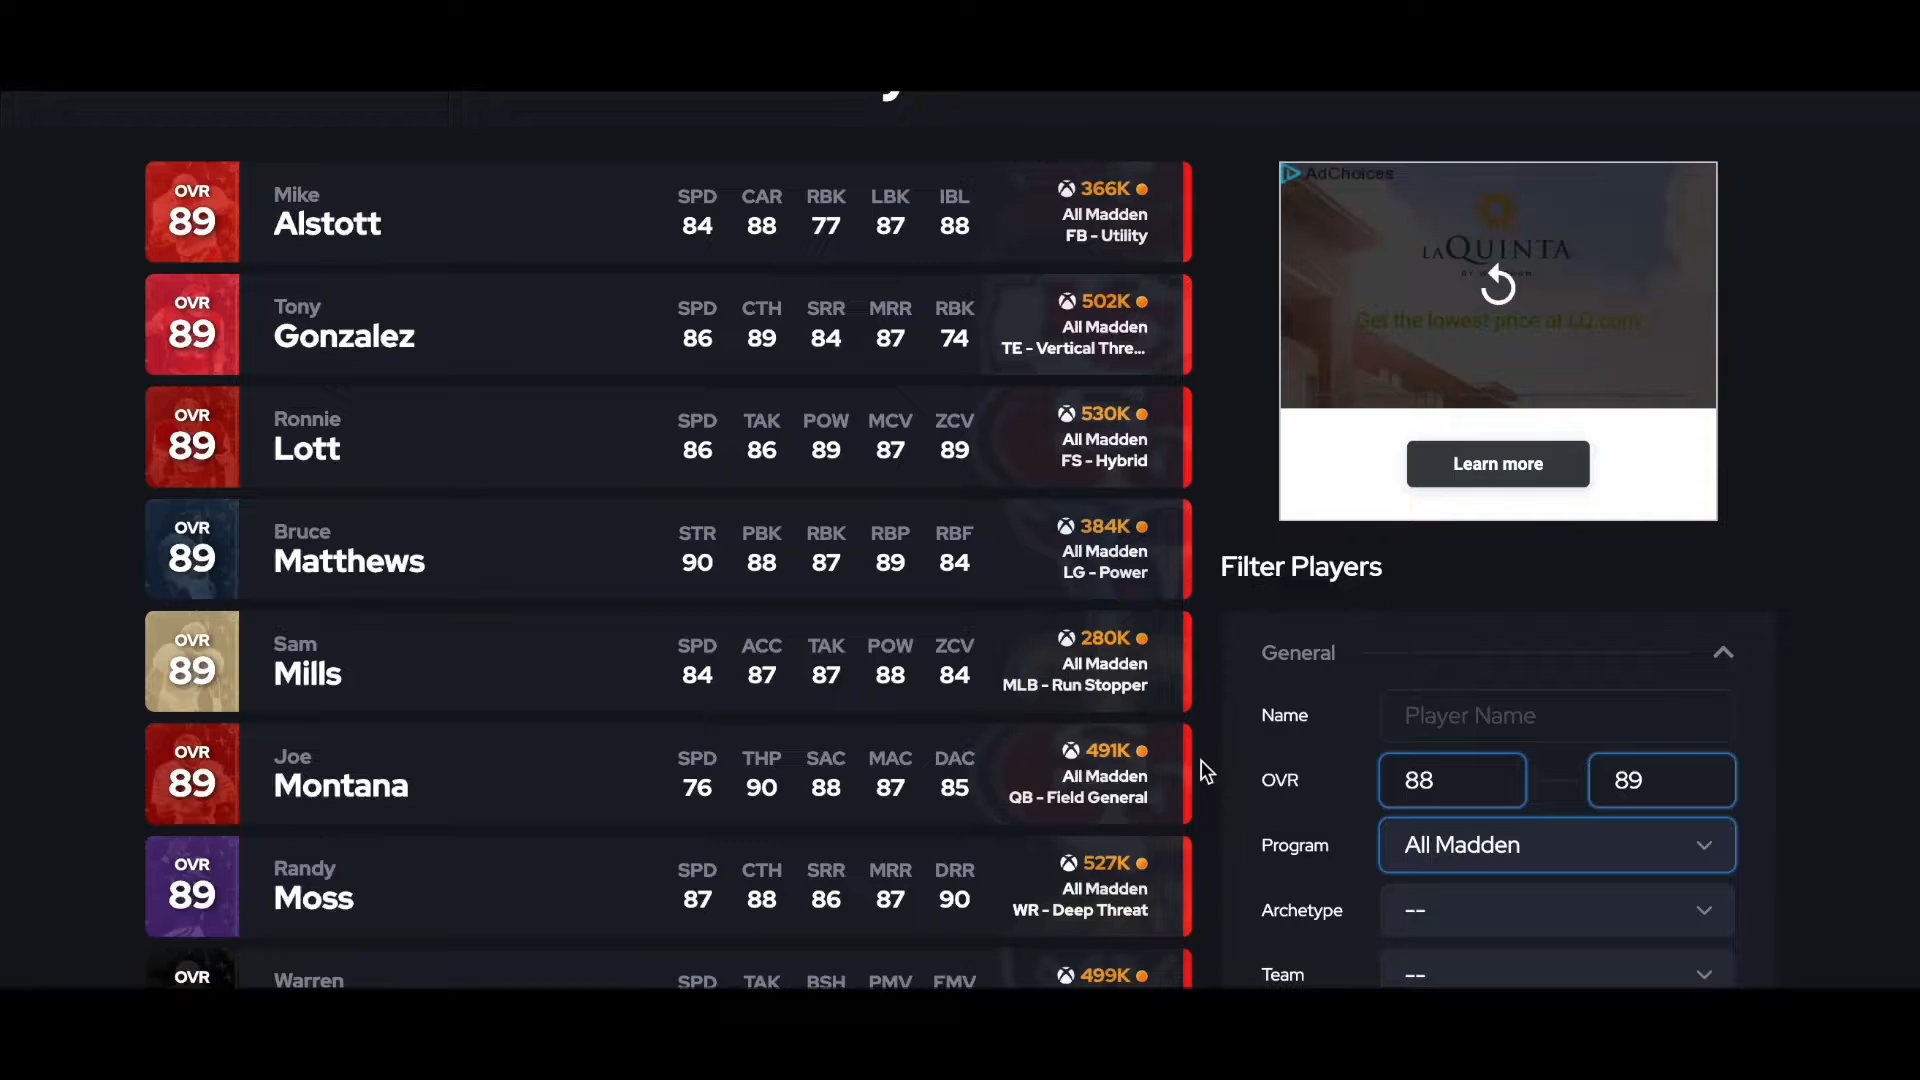 OVR
89
Mike
Alstott
SPD CAR RBK LBK IBL
84 88 77 87 88
366K
All Madden
FB - Utility
OVR
89
Tony
Gonzalez
SPD CTH SRR MRR RBK
86 89 84 87 74
502K
All Madden
TE - Vertical Thre...
OVR
89
Ronnie
Lott
SPD TAK POW MCV ZCV
86 86 89 87 89
530K
All Madden
FS - Hybrid
OVR
89
Bruce
Matthews
STR PBK RBK RBP RBF
90 88 87 89 84
384K
All Madden
LG - Power
OVR
89
Sam
Mills
SPD ACC TAK POW ZCV
84 87 87 88 84
280K
All Madden
MLB - Run Stopper
OVR
89
Joe
Montana
SPD THP SAC MAC DAC
76 90 88 87 85
491K
All Madden
QB - Field General
OVR
89
Randy
Moss
SPD CTH SRR MRR DRR
87 88 86 87 90
527K
All Madden
WR - Deep Threat
OVR
Warren
SPD TAK BSH PMV FMV
499K
AdChoices
LAQUINTA
Get the lowest price at LQ.com
Learn more
Filter Players
General
Name Player Name
OVR 88 89
Program All Madden
Archetype --
Team --